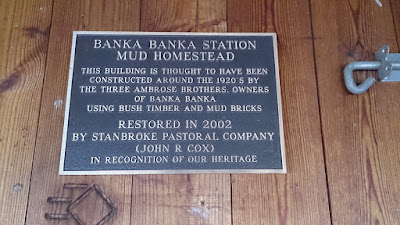 BANKA BANKA STATION
MUD HOMESTEAD
THIS BUILDING IS THOUGHT TO HAVE BEEN
CONSTRUCTED AROUND THE 1920'S BY
THE THREE AMBROSE BROTHERS, OWNERS
OF BANKA BANKA
USING BUSH TIMBER AND MUD BRICKS
RESTORED IN 2002
BY STANBROKE PASTORAL COMPANY
(JOHN R COX)
IN RECOGNITION OF OUR HERITAGE